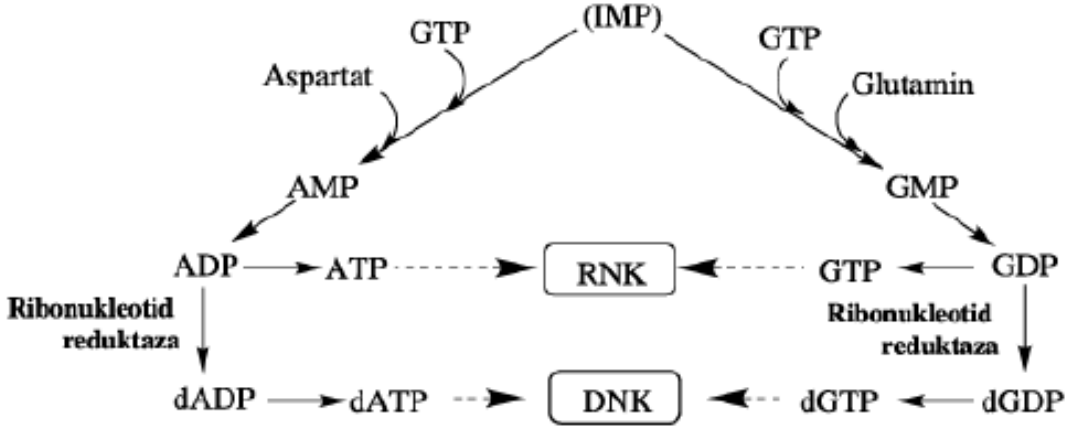 (IMP)
GTP
GTP
Aspartat
Glutamin
AMP
GMP
ADP
ATP
RNK
GTP
GDP
Ribonukleotid
reduktaza
Ribonukleotid
reduktaza
dADP
dATP
DNK
dGTP
dGDP